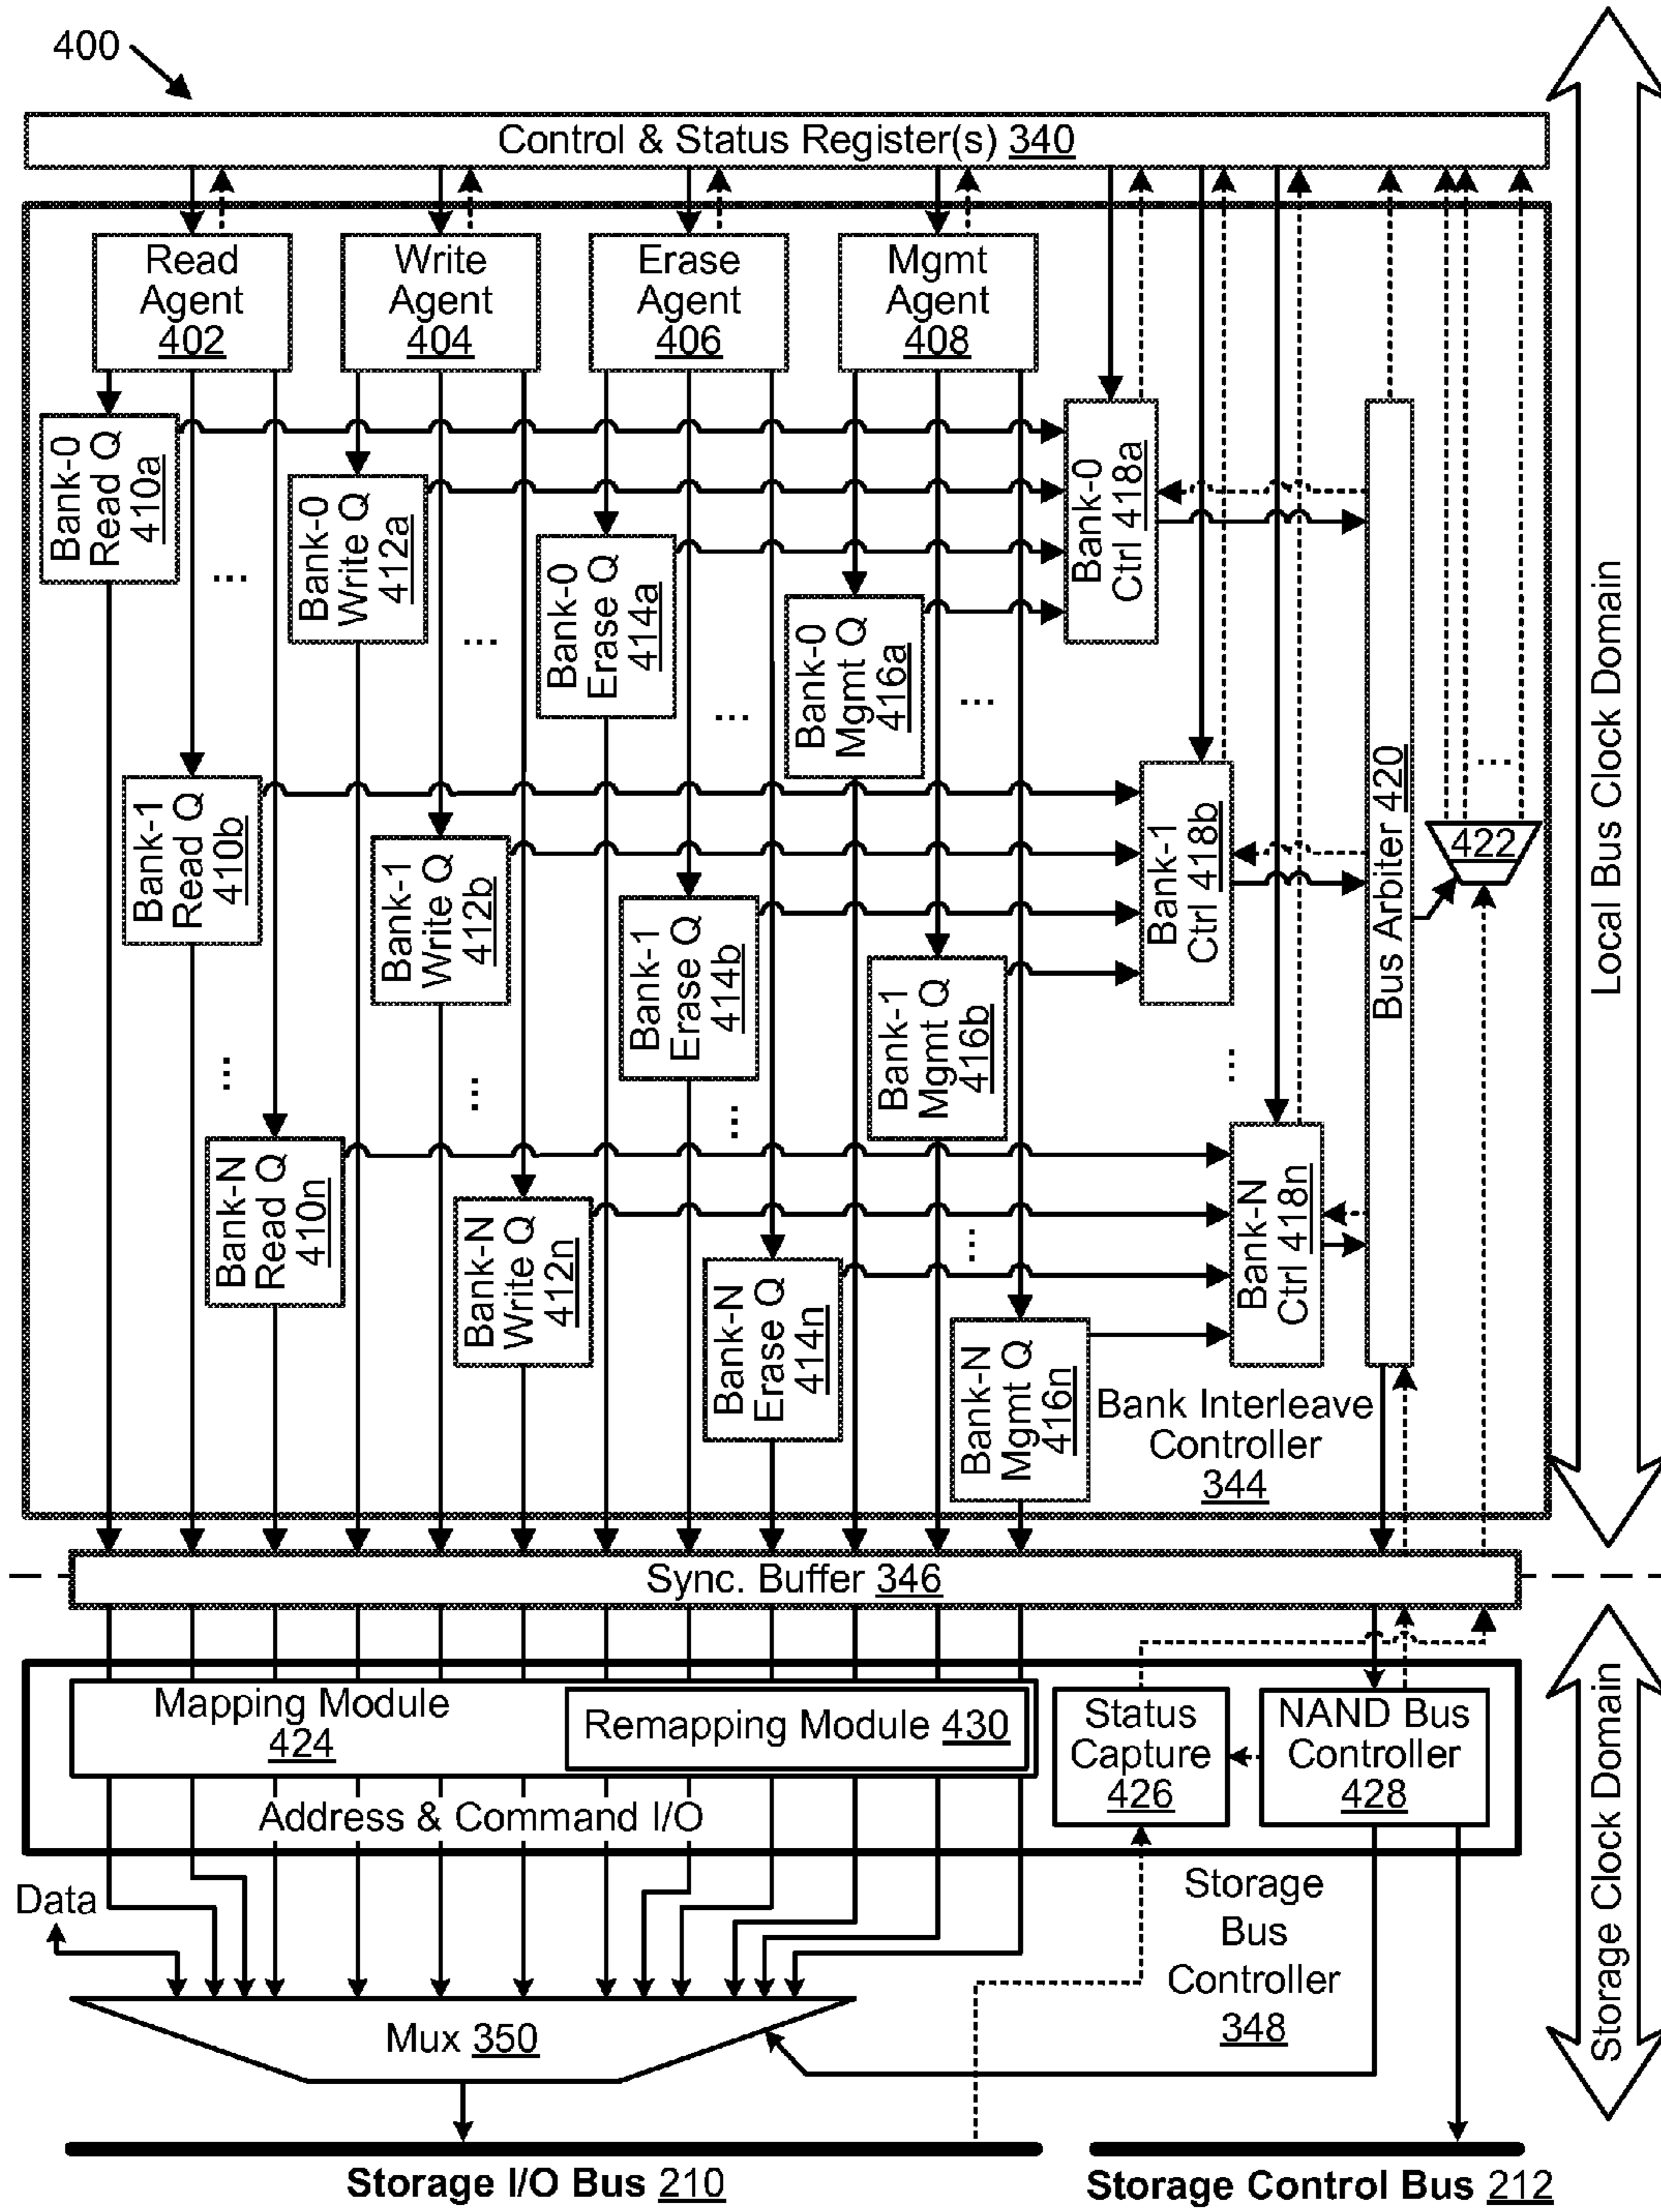 400
Control & Status Register(s) 340
Read
Agent
402
Write
Agent
404
Erase
Agent
406
Mgmt
Agent
408
Bank-0
Read Q
410a
...
Bank-0
Write Q
412a
...
Bank-0
Erase Q
414a
...
Bank-0
Mgmt Q
416a
...
Bank-0
Ctrl 418a
Bank-1
Read Q
410b
...
Bank-1
Write Q
412b
...
Bank-1
Erase Q
414b
...
Bank-1
Mgmt Q
416b
...
Bank-1
Ctrl 418b
...
Bank-N
Read Q
410n
Bank-N
Write Q
412n
Bank-N
Erase Q
414n
Bank-N
Mgmt Q
416n
Bank-N
Ctrl 418n
Bus Arbiter 420
...
422
Bank Interleave
Controller
344
Local Bus Clock Domain
Sync. Buffer 346
Mapping Module
424
Remapping Module 430
Address & Command I/O
Status
Capture
426
NAND Bus
Controller
428
Storage Clock Domain
Data
Storage
Bus
Controller
348
Mux 350
Storage I/O Bus 210
Storage Control Bus 212